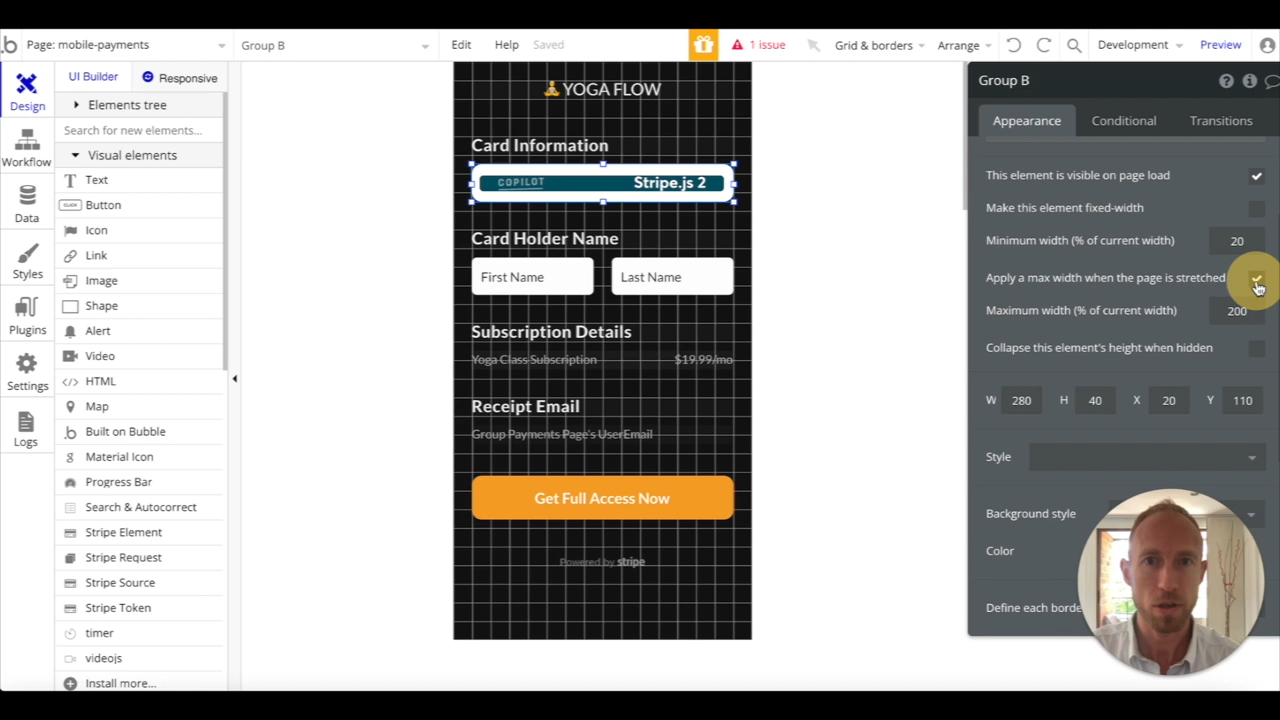 Page: mobile-payments
Group B
Edit
Help
Saved
1 issue
Grid & borders
Arrange
Development
Preview
Design
Workflow
Data
Styles
Plugins
Settings
Logs
UI Builder
Responsive
Elements tree
Search for new elements...
Visual elements
Text
CLICK Button
Icon
Link
Image
Shape
Alert
Video
</> HTML
Map
Built on Bubble
Material Icon
Progress Bar
Search & Autocorrect
Stripe Element
Stripe Request
Stripe Source
Stripe Token
timer
videojs
Install more...
YOGA FLOW
Card Information
COPILOT Stripe.js 2
Card Holder Name
First Name
Last Name
Subscription Details
Yoga Class Subscription $19.99/mo
Receipt Email
Group Payments Page's UserEmail
Get Full Access Now
Powered by stripe
Group B
Appearance
Conditional
Transitions
This element is visible on page load
Make this element fixed-width
Minimum width (% of current width) 20
Apply a max width when the page is stretched
Maximum width (% of current width) 200
Collapse this element's height when hidden
W 280 H 40 X 20 Y 110
Style
Background style
Color
Define each borde